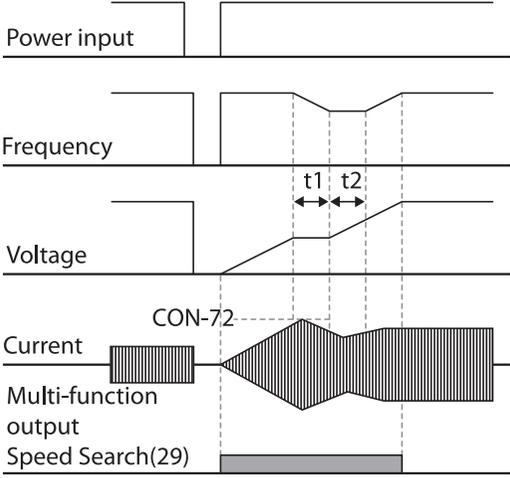 Power input
Frequency
t1 t2
Voltage
CON-72
Current
Multi-function
output
Speed Search(29)